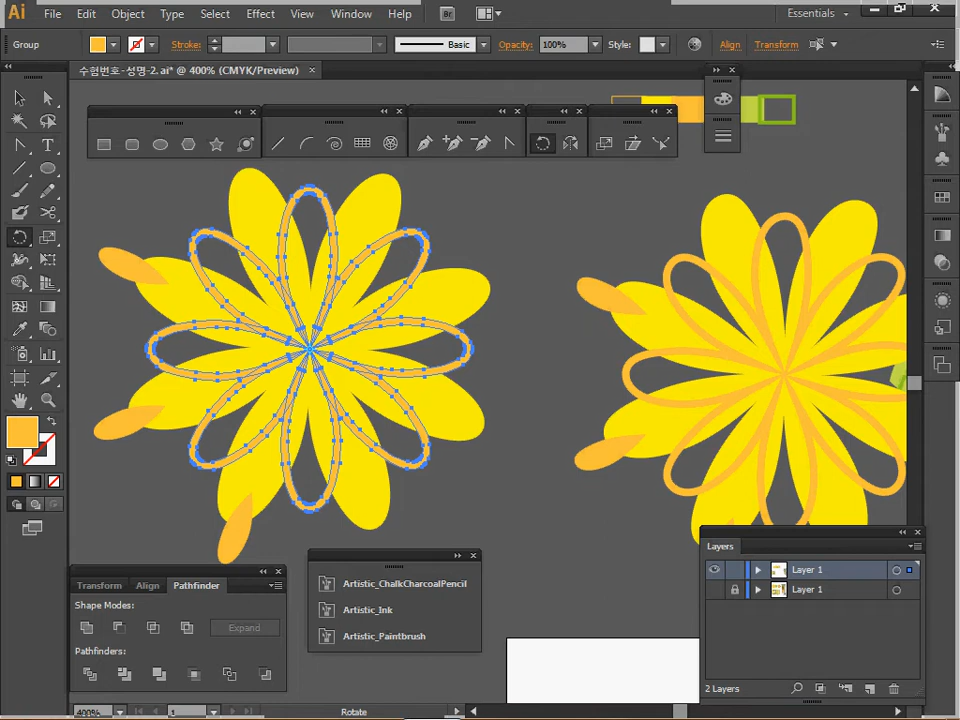 Ai File Edit Object Type Select Effect View Window Help Br Essentials
Group Stroke: Basic Opacity: 100% Style: Align Transform
수험번호-성명-2.ai* @ 400% (CMYK/Preview)
Layers
Layer 1
Layer 1
2 Layers
Artistic_ChalkCharcoalPencil
Artistic_Ink
Artistic_Paintbrush
Transform Align Pathfinder
Shape Modes:
Expand
Pathfinders:
400% 1 Rotate